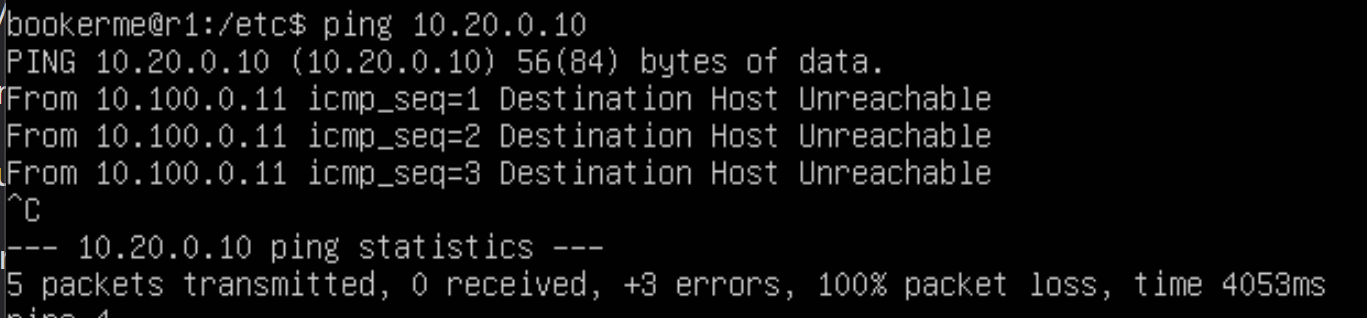 bookerme@r1:/etc$ ping 10.20.0.10
PING 10.20.0.10 (10.20.0.10) 56(84) bytes of data.
From 10.100.0.11 icmp_seq=1 Destination Host Unreachable
From 10.100.0.11 icmp_seq=2 Destination Host Unreachable
From 10.100.0.11 icmp_seq=3 Destination Host Unreachable
^C
--- 10.20.0.10 ping statistics ---
5 packets transmitted, 0 received, +3 errors, 100% packet loss, time 4053ms